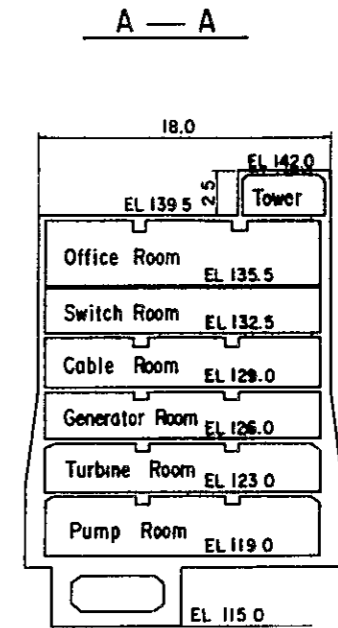 A — A
18.0
EL 142.0
2.5
EL 139.5
Tower
Office Room
EL 135.5
Switch Room
EL 132.5
Cable Room
EL 129.0
Generator Room
EL 126.0
Turbine Room
EL 123.0
Pump Room
EL 119.0
EL 115.0